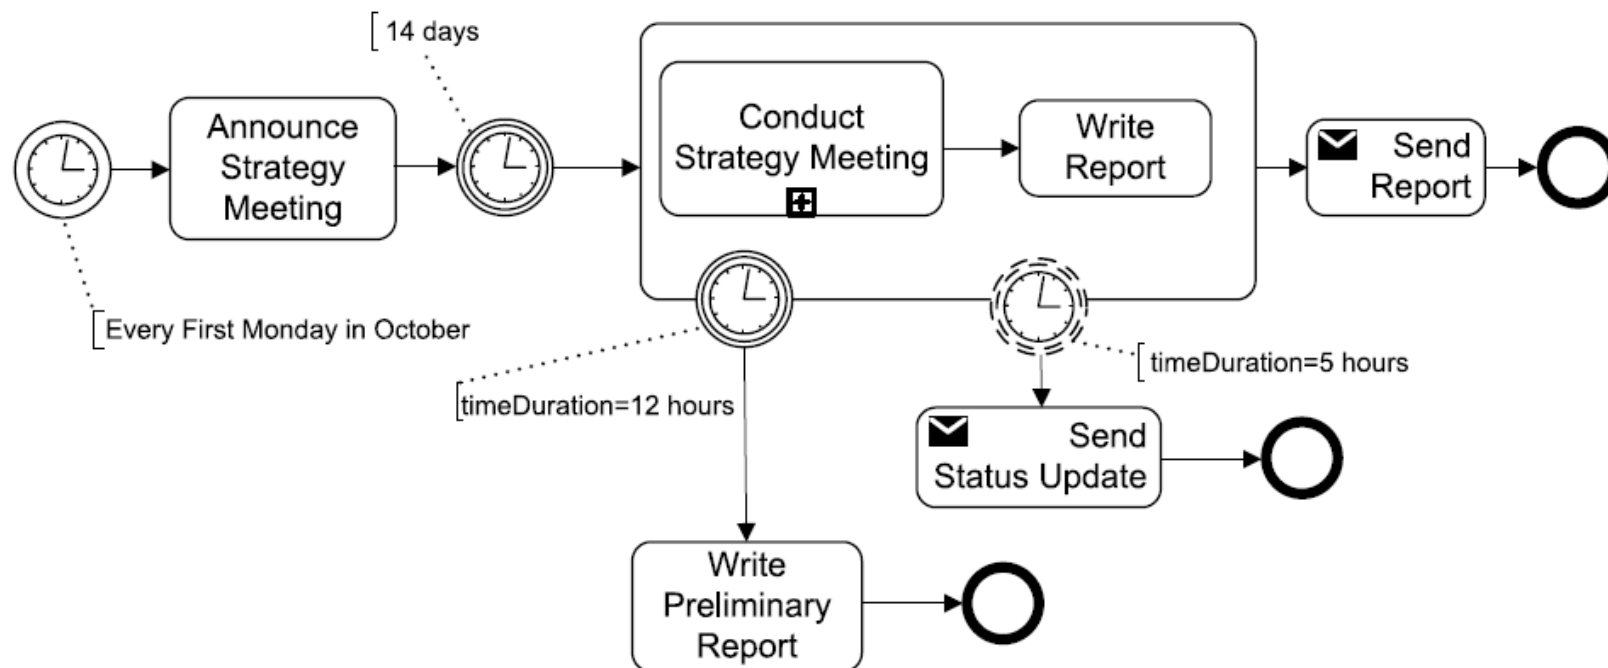 14 days
Announce
Strategy
Meeting
Conduct
Strategy Meeting
Write
Report
Send
Report
Every First Monday in October
timeDuration=12 hours
timeDuration=5 hours
Send
Status Update
Write
Preliminary
Report